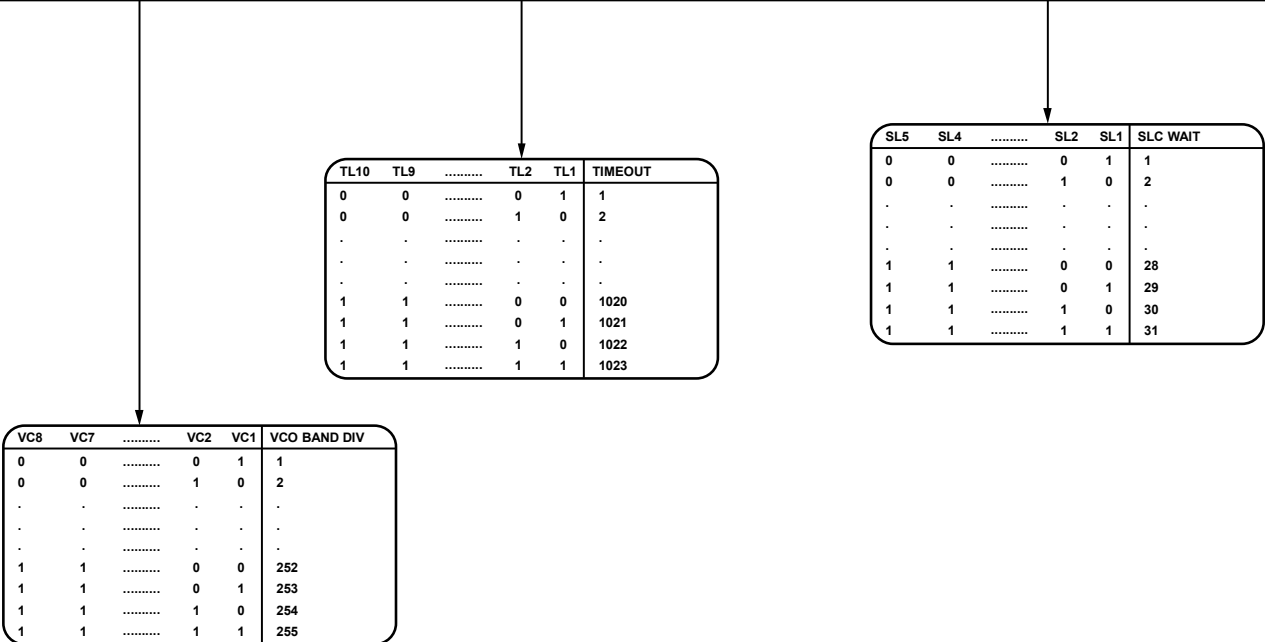 SL5 SL4 .......... SL2 SL1 SLC WAIT
0 0 .......... 0 1 1
0 0 .......... 1 0 2
. . .......... . . .
. . .......... . . .
. . .......... . . .
1 1 .......... 0 0 28
1 1 .......... 0 1 29
1 1 .......... 1 0 30
1 1 .......... 1 1 31
TL10 TL9 .......... TL2 TL1 TIMEOUT
0 0 .......... 0 1 1
0 0 .......... 1 0 2
. . .......... . . .
. . .......... . . .
. . .......... . . .
1 1 .......... 0 0 1020
1 1 .......... 0 1 1021
1 1 .......... 1 0 1022
1 1 .......... 1 1 1023
VC8 VC7 .......... VC2 VC1 VCO BAND DIV
0 0 .......... 0 1 1
0 0 .......... 1 0 2
. . .......... . . .
. . .......... . . .
. . .......... . . .
1 1 .......... 0 0 252
1 1 .......... 0 1 253
1 1 .......... 1 0 254
1 1 .......... 1 1 255